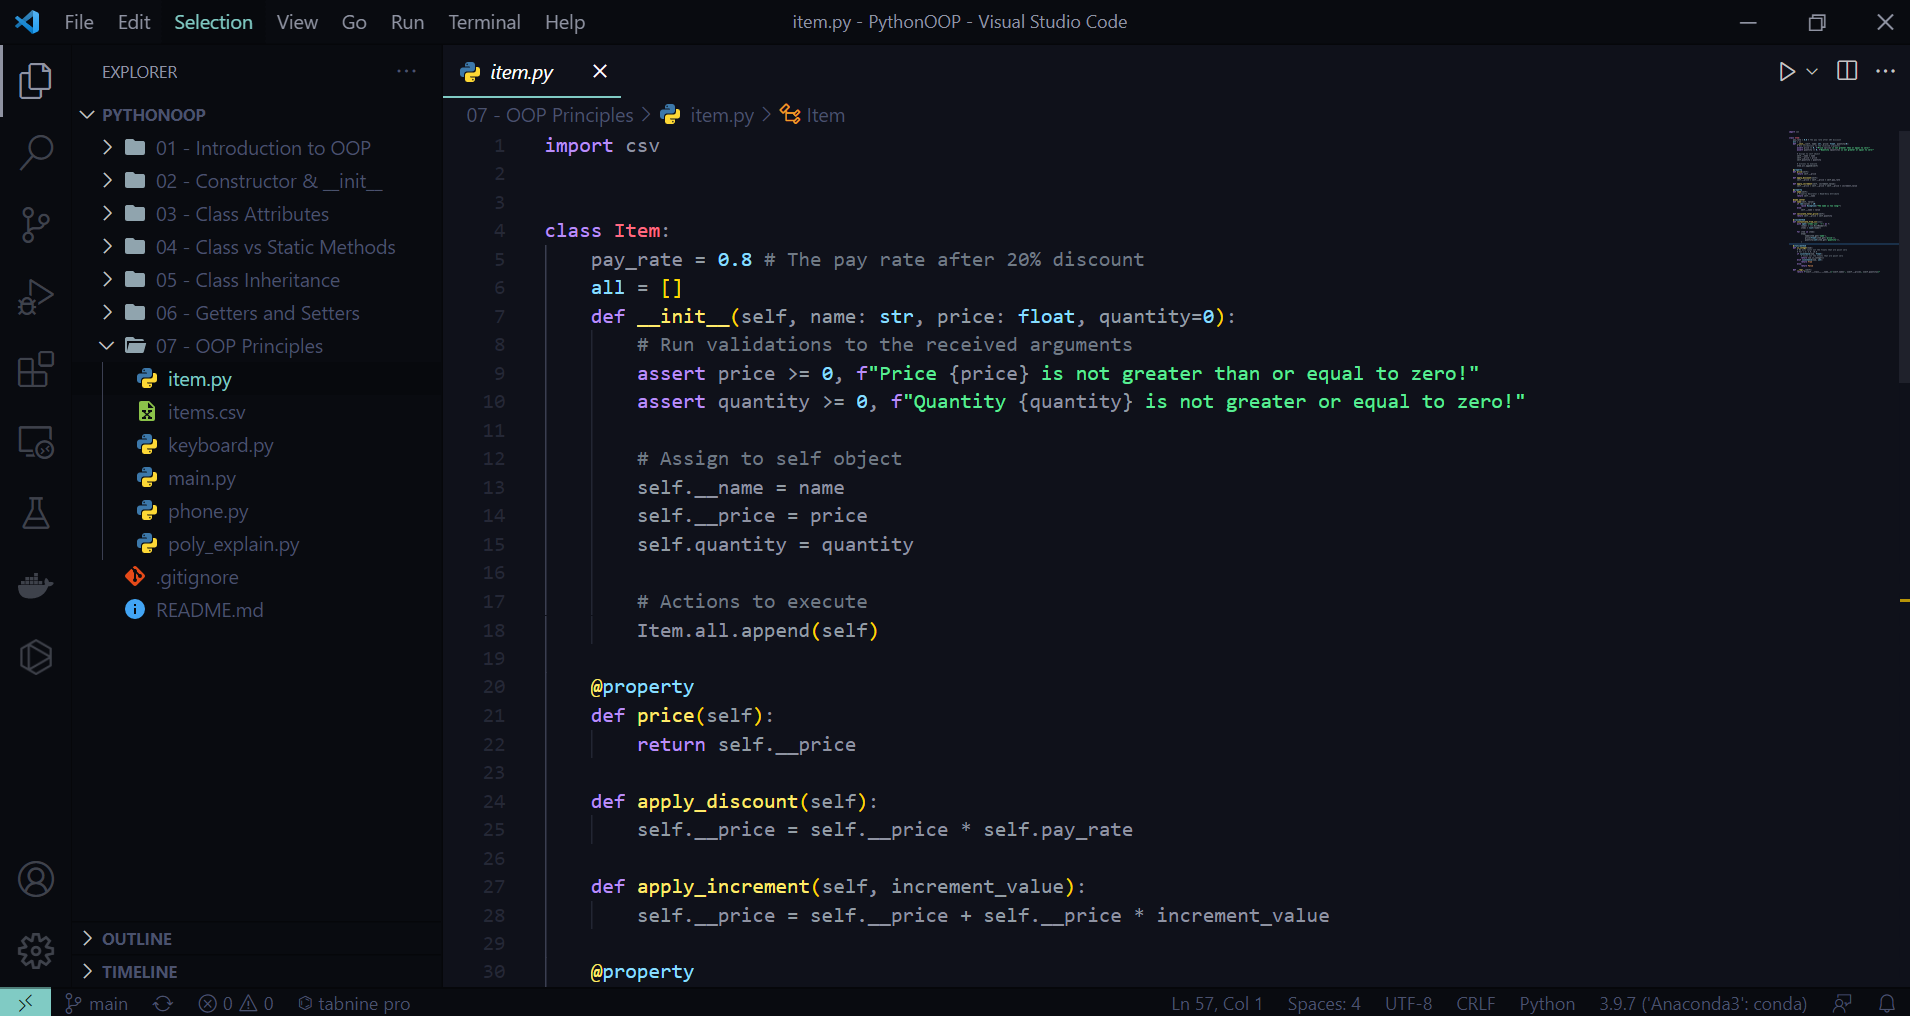 File Edit Selection View Go Run Terminal Help
item.py - PythonOOP - Visual Studio Code
EXPLORER
PYTHONOOP
01 - Introduction to OOP
02 - Constructor & __init__
03 - Class Attributes
04 - Class vs Static Methods
05 - Class Inheritance
06 - Getters and Setters
07 - OOP Principles
item.py
items.csv
keyboard.py
main.py
phone.py
poly_explain.py
.gitignore
README.md
OUTLINE
TIMELINE
item.py
07 - OOP Principles > item.py > Item
1 import csv
2
3
4 class Item:
5     pay_rate = 0.8 # The pay rate after 20% discount
6     all = []
7     def __init__(self, name: str, price: float, quantity=0):
8         # Run validations to the received arguments
9         assert price >= 0, f"Price {price} is not greater than or equal to zero!"
10         assert quantity >= 0, f"Quantity {quantity} is not greater or equal to zero!"
11
12         # Assign to self object
13         self.__name = name
14         self.__price = price
15         self.quantity = quantity
16
17         # Actions to execute
18         Item.all.append(self)
19
20     @property
21     def price(self):
22         return self.__price
23
24     def apply_discount(self):
25         self.__price = self.__price * self.pay_rate
26
27     def apply_increment(self, increment_value):
28         self.__price = self.__price + self.__price * increment_value
29
30     @property
main 0 0 tabnine pro
Ln 57, Col 1 Spaces: 4 UTF-8 CRLF Python 3.9.7 ('Anaconda3': conda)